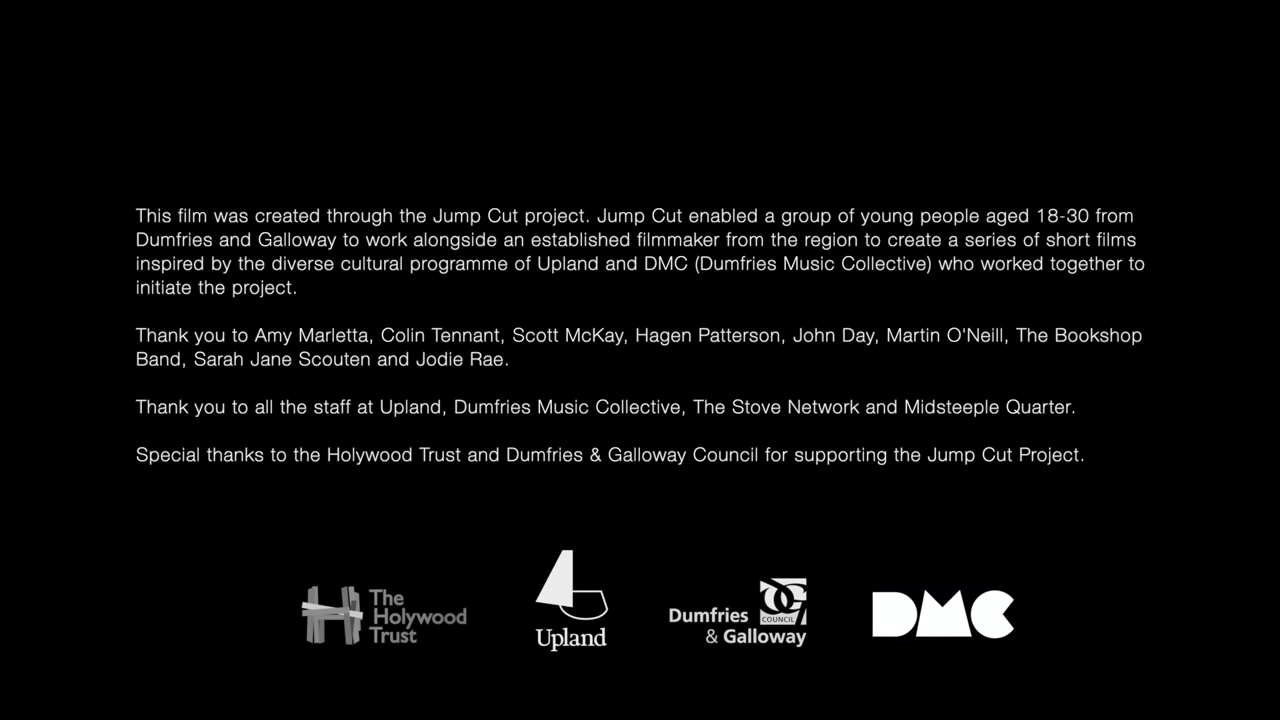 This film was created through the Jump Cut project. Jump Cut enabled a group of young people aged 18-30 from
Dumfries and Galloway to work alongside an established filmmaker from the region to create a series of short films
inspired by the diverse cultural programme of Upland and DMC (Dumfries Music Collective) who worked together to
initiate the project.
Thank you to Amy Marletta, Colin Tennant, Scott McKay, Hagen Patterson, John Day, Martin O'Neill, The Bookshop
Band, Sarah Jane Scouten and Jodie Rae.
Thank you to all the staff at Upland, Dumfries Music Collective, The Stove Network and Midsteeple Quarter.
Special thanks to the Holywood Trust and Dumfries & Galloway Council for supporting the Jump Cut Project.
The
Holywood
Trust
Upland
Dumfries
& Galloway
COUNCIL
DMC